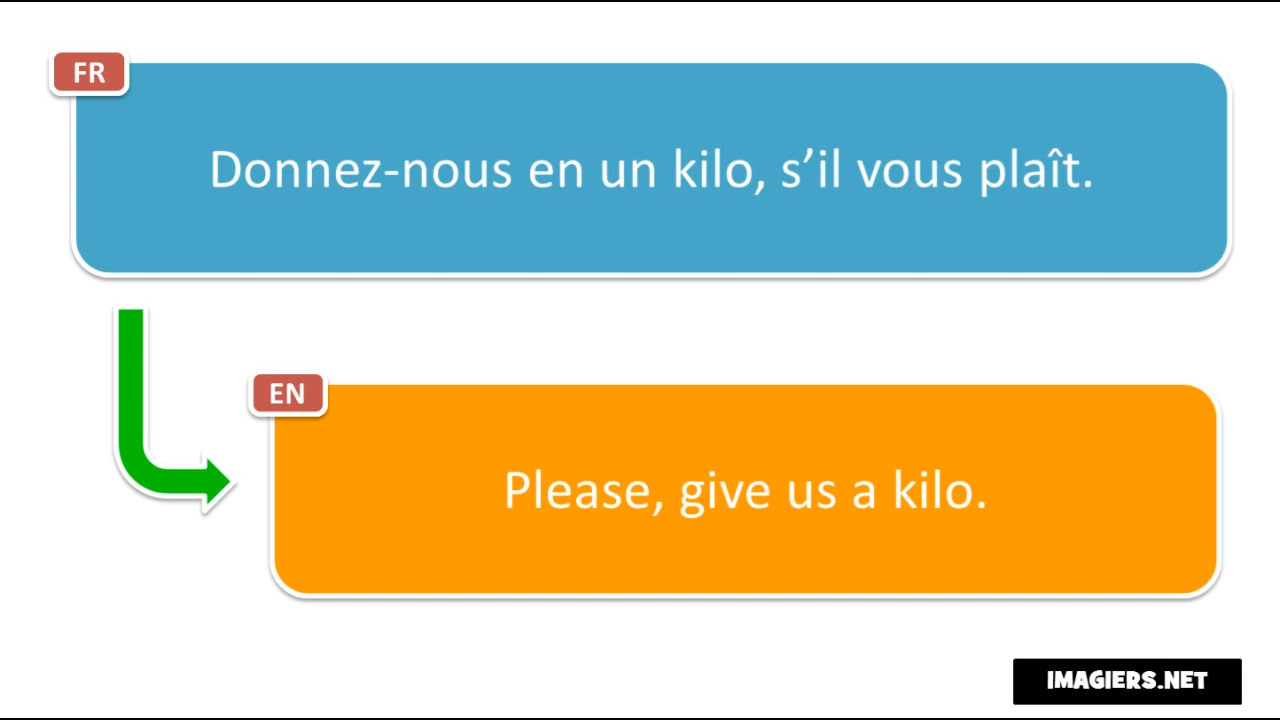 FR
Donnez-nous en un kilo, s’il vous plaît.
EN
Please, give us a kilo.
IMAGIERS.NET